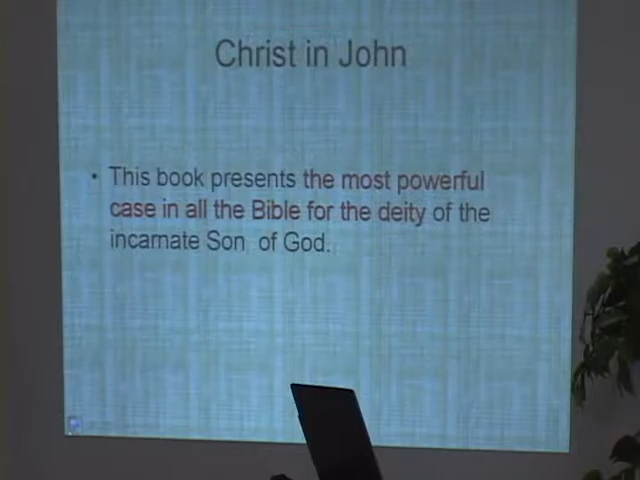 Christ in John
• This book presents the most powerful
case in all the Bible for the deity of the
incarnate Son of God.